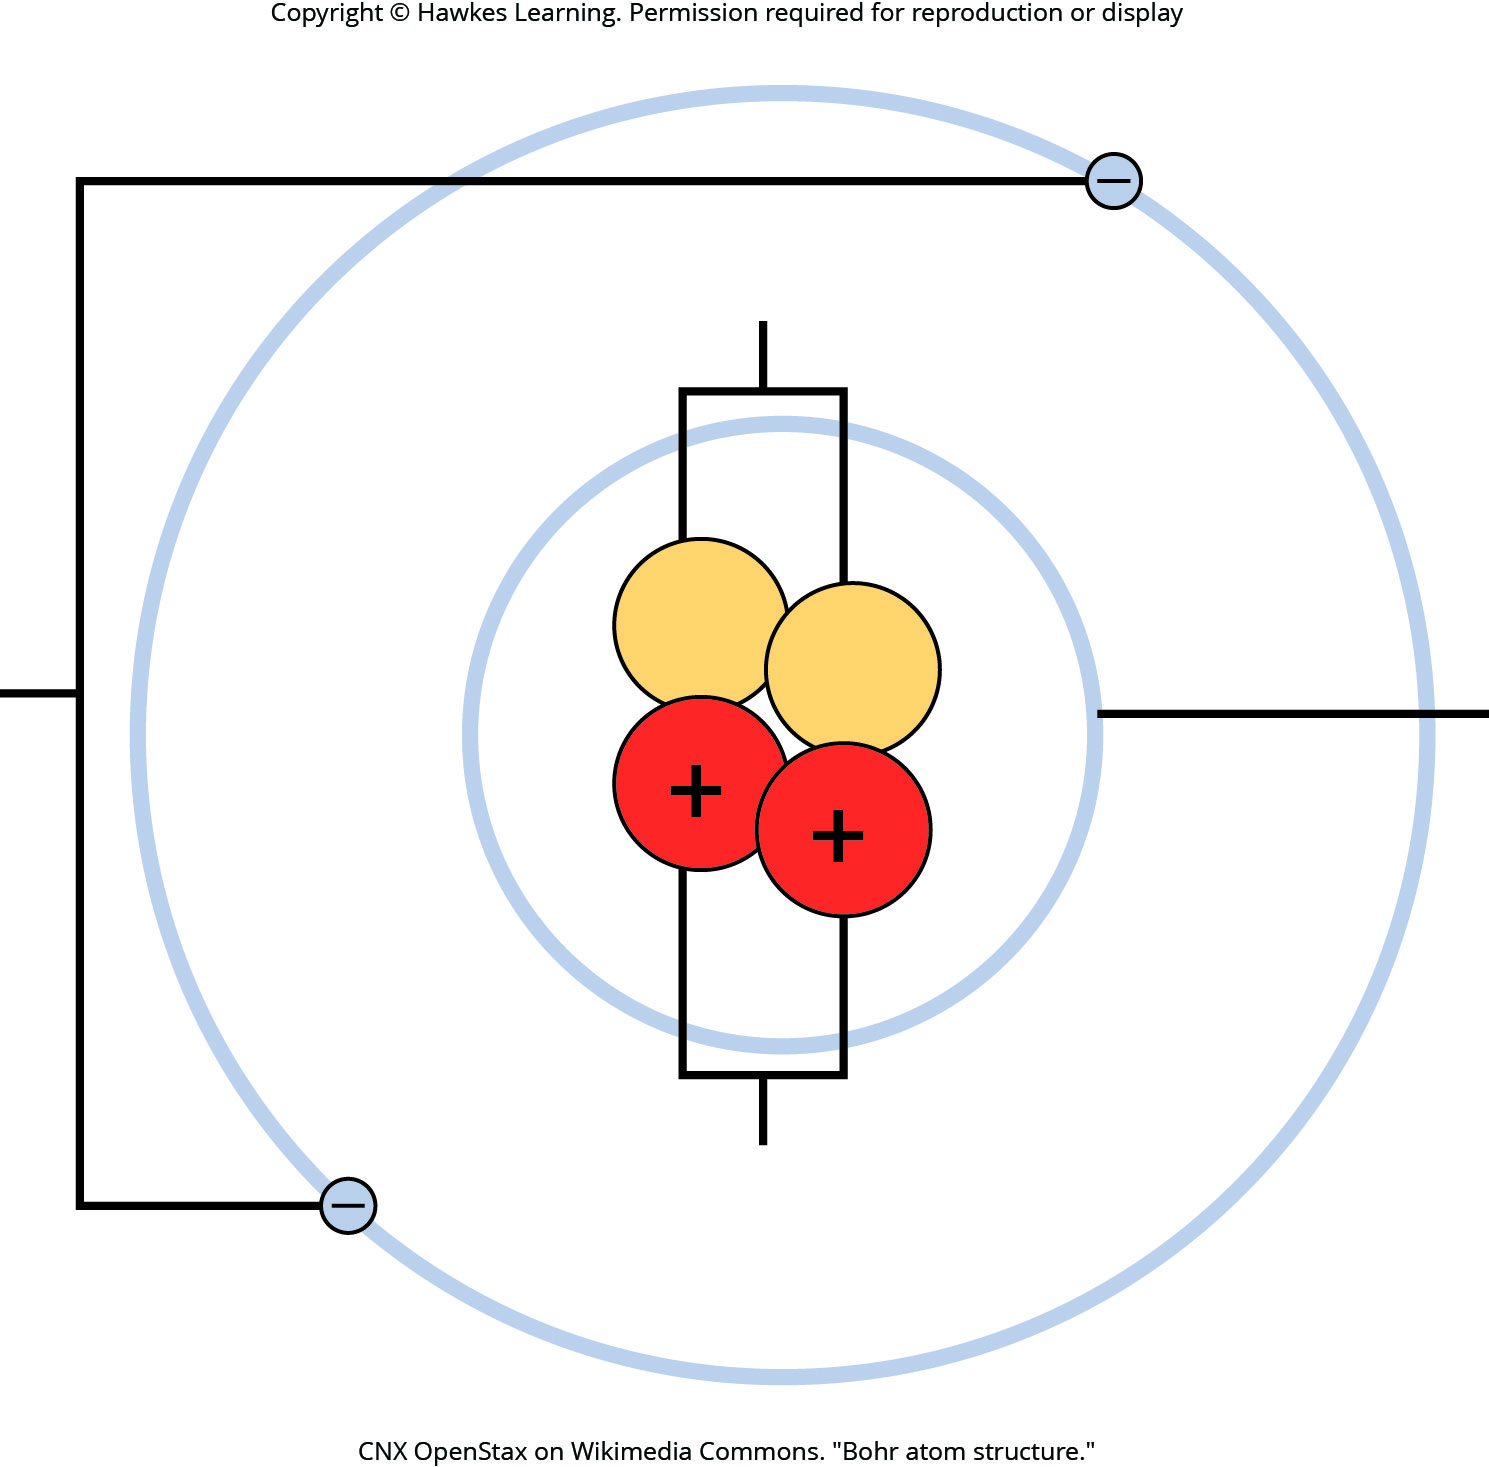 Copyright © Hawkes Learning. Permission required for reproduction or display
−
+
+
−
CNX OpenStax on Wikimedia Commons. "Bohr atom structure."